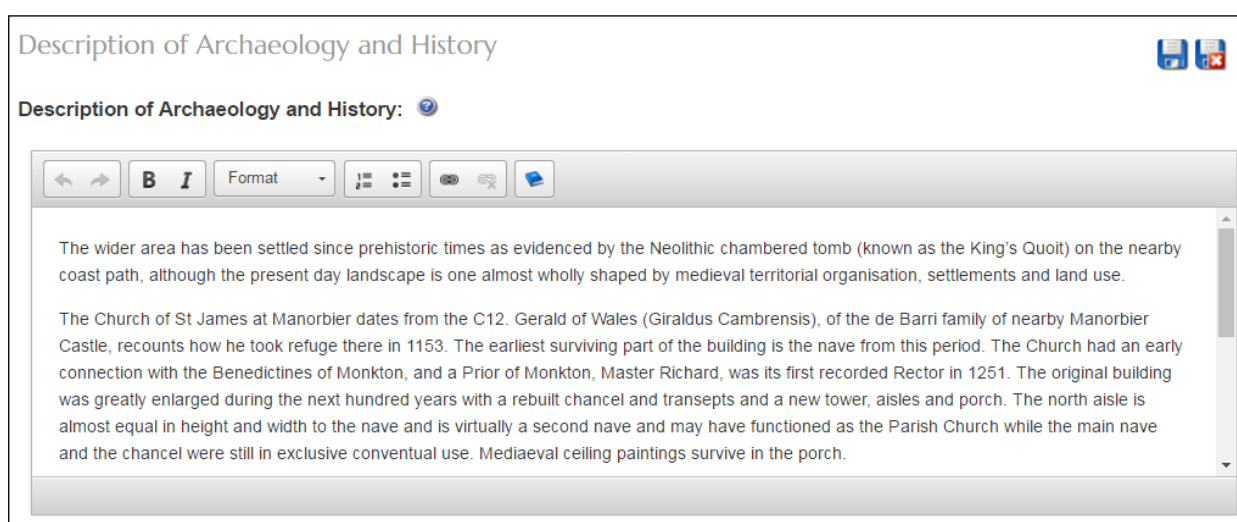 Description of Archaeology and History
Description of Archaeology and History:
B I Format
The wider area has been settled since prehistoric times as evidenced by the Neolithic chambered tomb (known as the King's Quoit) on the nearby
coast path, although the present day landscape is one almost wholly shaped by medieval territorial organisation, settlements and land use.
The Church of St James at Manorbier dates from the C12. Gerald of Wales (Giraldus Cambrensis), of the de Barri family of nearby Manorbier
Castle, recounts how he took refuge there in 1153. The earliest surviving part of the building is the nave from this period. The Church had an early
connection with the Benedictines of Monkton, and a Prior of Monkton, Master Richard, was its first recorded Rector in 1251. The original building
was greatly enlarged during the next hundred years with a rebuilt chancel and transepts and a new tower, aisles and porch. The north aisle is
almost equal in height and width to the nave and is virtually a second nave and may have functioned as the Parish Church while the main nave
and the chancel were still in exclusive conventual use. Mediaeval ceiling paintings survive in the porch.